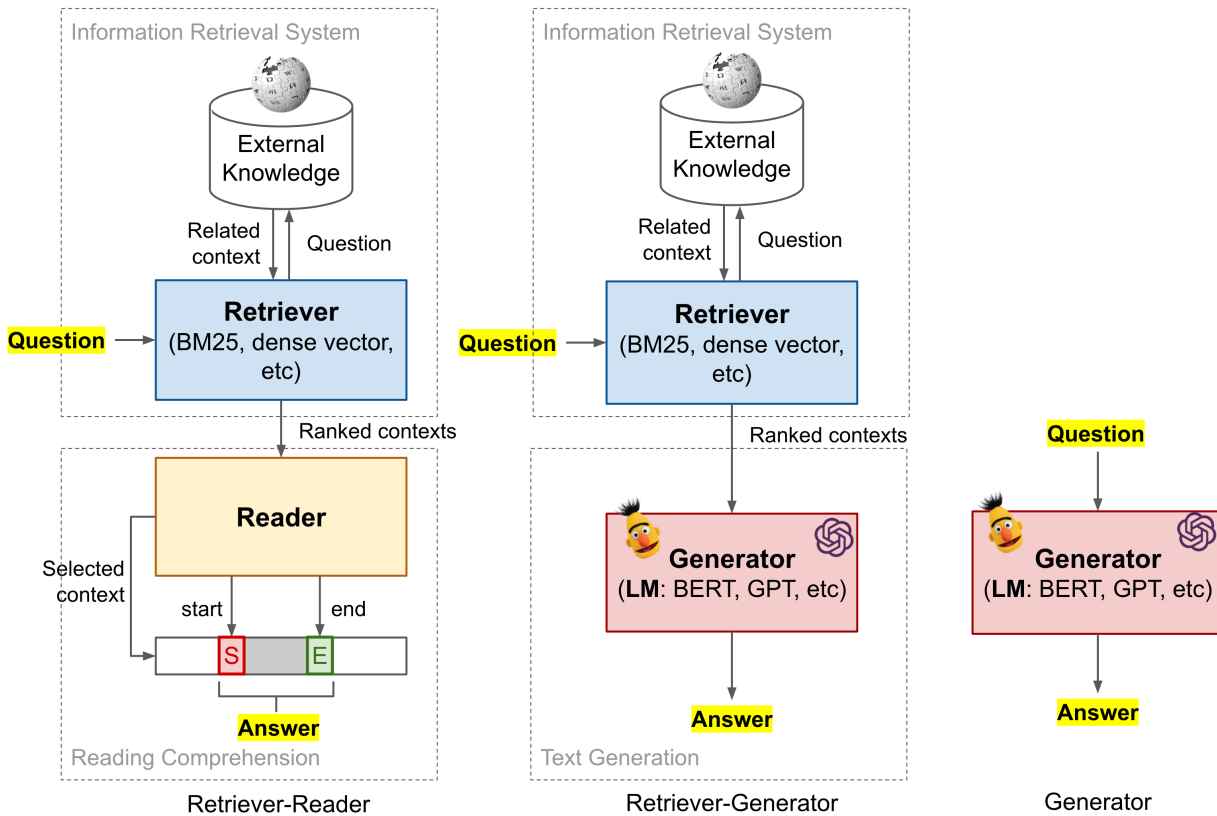 Information Retrieval System
External
Knowledge
Related
context
Question
Retriever
(BM25, dense vector,
etc)
Question
Ranked contexts
Reader
Selected
context
start
end
S
E
Answer
Reading Comprehension
Retriever-Reader
Information Retrieval System
External
Knowledge
Related
context
Question
Retriever
(BM25, dense vector,
etc)
Question
Ranked contexts
Generator
(LM: BERT, GPT, etc)
Answer
Text Generation
Retriever-Generator
Question
Generator
(LM: BERT, GPT, etc)
Answer
Generator